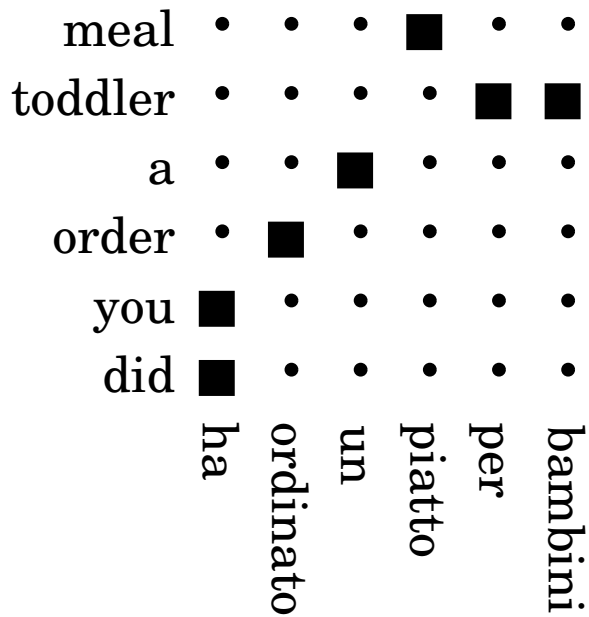 meal
toddler
a
order
you
did
ha
ordinato
un
piatto
per
bambini